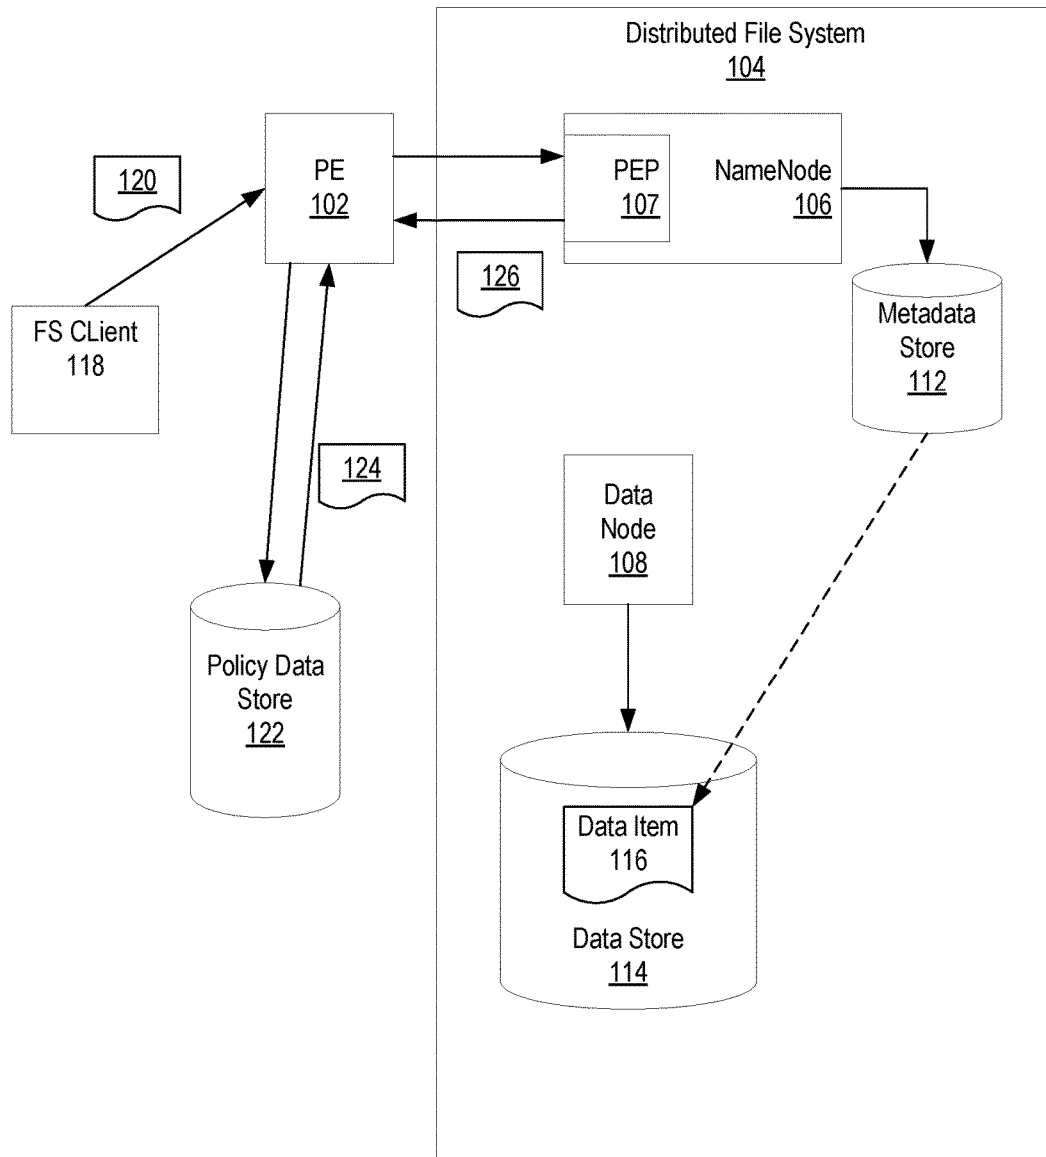 Distributed File System
104
120
PE
102
PEP
107
NameNode
106
126
FS CLient
118
Metadata
Store
112
124
Data
Node
108
Policy Data
Store
122
Data Item
116
Data Store
114